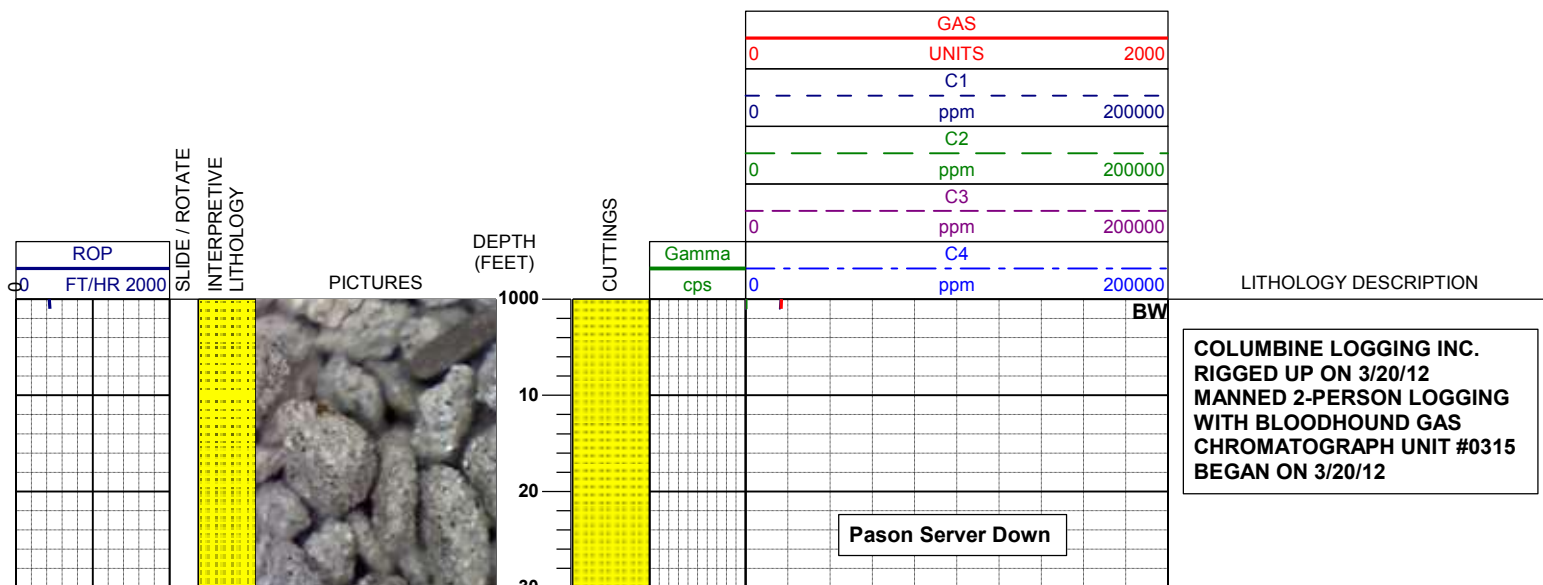 GAS
0 UNITS 2000
C1
0 ppm 200000
C2
0 ppm 200000
C3
0 ppm 200000
C4
0 ppm 200000
ROP
0 FT/HR 2000
0
SLIDE / ROTATE
INTERPRETIVE
LITHOLOGY
PICTURES
DEPTH
(FEET)
CUTTINGS
Gamma
cps
LITHOLOGY DESCRIPTION
1000
BW
COLUMBINE LOGGING INC.
RIGGED UP ON 3/20/12
MANNED 2-PERSON LOGGING
WITH BLOODHOUND GAS
CHROMATOGRAPH UNIT #0315
BEGAN ON 3/20/12
10
20
Pason Server Down
30